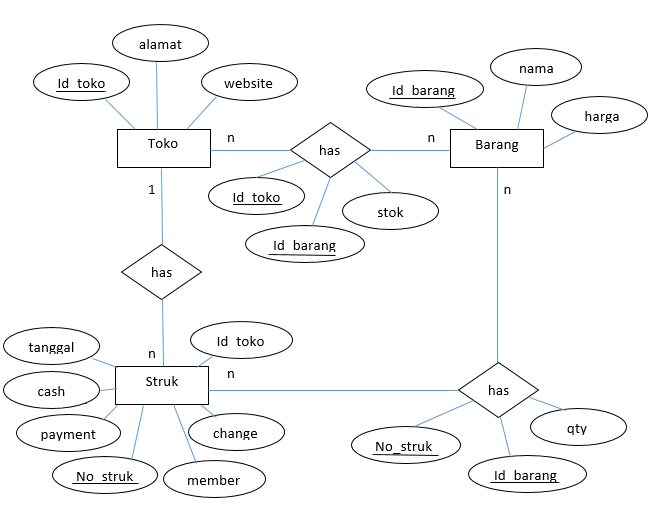 alamat
Id_toko
website
nama
Id_barang
harga
Toko
n
n
Barang
has
1
n
Id_toko
stok
Id_barang
has
tanggal
n
Id_toko
Struk
n
cash
has
payment
change
qty
No_struk
No_struk
member
Id_barang